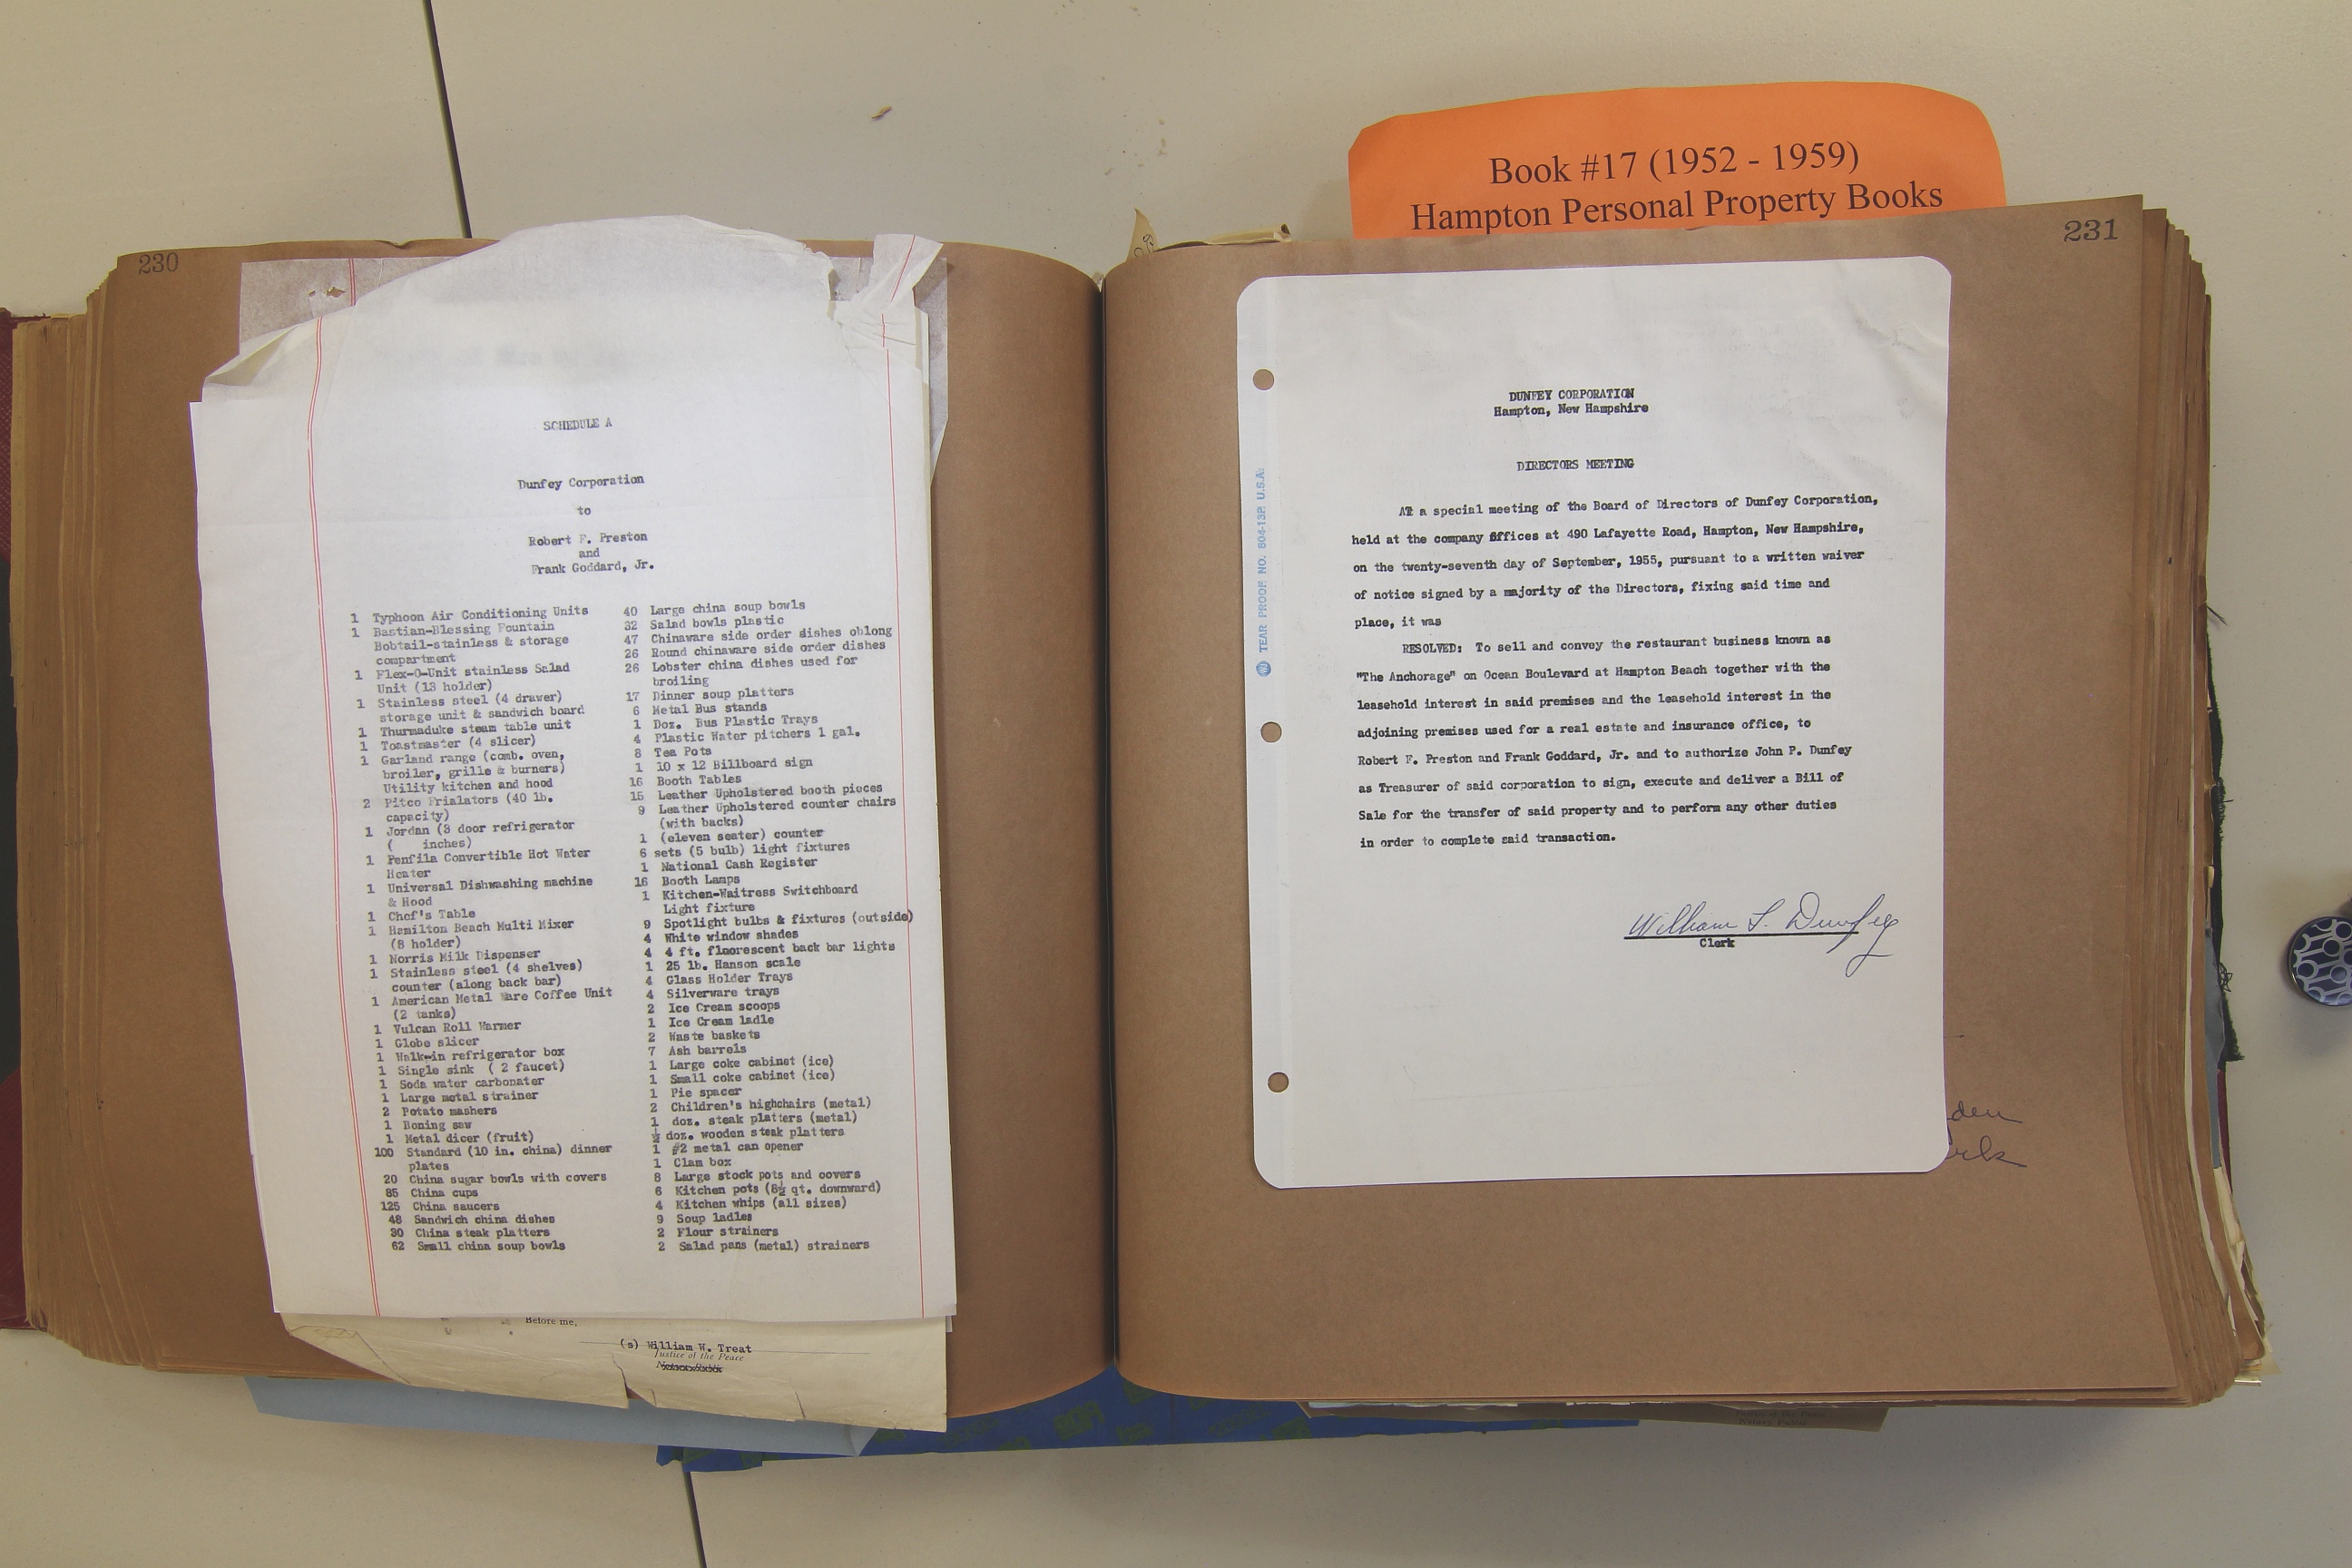 Book #17 (1952 - 1959)
Hampton Personal Property Books
230
SCHEDULE A
Dunfey Corporation
to
Robert F. Preston
and
Frank Goddard, Jr.
1 Typhoon Air Conditioning Units
1 Bastian-Blessing Fountain
Bobtail-stainless & storage
compartment
1 Flex-O-Unit stainless Salad
Unit (13 holder)
1 Stainless steel (4 drawer)
storage unit & sandwich board
1 Thurmaduke steam table unit
1 Toastmaster (4 slicer)
1 Garland range (comb. oven,
broiler, grille & burners)
Utility kitchen and hood
2 Pitco Frialators (40 lb.
capacity)
1 Jordan (3 door refrigerator
( inches)
1 Penfila Convertible Hot Water
Heater
1 Universal Dishwashing machine
& Hood
1 Chef's Table
1 Hamilton Beach Multi Mixer
(8 holder)
1 Norris Milk Dispenser
1 Stainless steel (4 shelves)
counter (along back bar)
1 American Metal Ware Coffee Unit
(2 tanks)
1 Vulcan Roll Warmer
1 Globe slicer
1 Walk-in refrigerator box
1 Single sink ( 2 faucet)
1 Soda water carbonater
1 Large metal strainer
2 Potato mashers
1 Boning saw
1 Metal dicer (fruit)
100 Standard (10 in. china) dinner
plates
20 China sugar bowls with covers
85 China cups
125 China saucers
48 Sandwich china dishes
30 China steak platters
62 Small china soup bowls
40 Large china soup bowls
32 Salad bowls plastic
47 Chinaware side order dishes oblong
26 Round chinaware side order dishes
26 Lobster china dishes used for
broiling
17 Dinner soup platters
6 Metal Bus stands
1 Doz. Bus Plastic Trays
4 Plastic Water pitchers 1 gal.
8 Tea Pots
1 10 x 12 Billboard sign
16 Booth Tables
15 Leather Upholstered booth pieces
9 Leather Upholstered counter chairs
(with backs)
1 (eleven seater) counter
6 sets (5 bulb) light fixtures
1 National Cash Register
16 Booth Lamps
1 Kitchen-Waitress Switchboard
Light fixture
9 Spotlight bulbs & fixtures (outside)
4 White window shades
4 4 ft. fluorescent back bar lights
1 25 lb. Hanson scale
4 Glass Holder Trays
4 Silverware trays
2 Ice Cream scoops
1 Ice Cream ladle
2 Waste baskets
7 Ash barrels
1 Large coke cabinet (ice)
1 Small coke cabinet (ice)
1 Pie spacer
2 Children's highchairs (metal)
1 doz. steak platters (metal)
½ doz. wooden steak platters
1 #2 metal can opener
1 Clam box
8 Large stock pots and covers
6 Kitchen pots (8½ qt. downward)
4 Kitchen whips (all sizes)
9 Soup ladles
2 Flour strainers
2 Salad pans (metal) strainers
Before me,
(s) William W. Treat
Justice of the Peace
231
TEAR PROOF NO. 804-13P. U.S.A.
DUNFEY CORPORATION
Hampton, New Hampshire
DIRECTORS MEETING
At a special meeting of the Board of Directors of Dunfey Corporation,
held at the company offices at 490 Lafayette Road, Hampton, New Hampshire,
on the twenty-seventh day of September, 1955, pursuant to a written waiver
of notice signed by a majority of the Directors, fixing said time and
place, it was
RESOLVED: To sell and convey the restaurant business known as
"The Anchorage" on Ocean Boulevard at Hampton Beach together with the
leasehold interest in said premises and the leasehold interest in the
adjoining premises used for a real estate and insurance office, to
Robert F. Preston and Frank Goddard, Jr. and to authorize John P. Dunfey
as Treasurer of said corporation to sign, execute and deliver a Bill of
Sale for the transfer of said property and to perform any other duties
in order to complete said transaction.
William L. Dunfey
Clerk